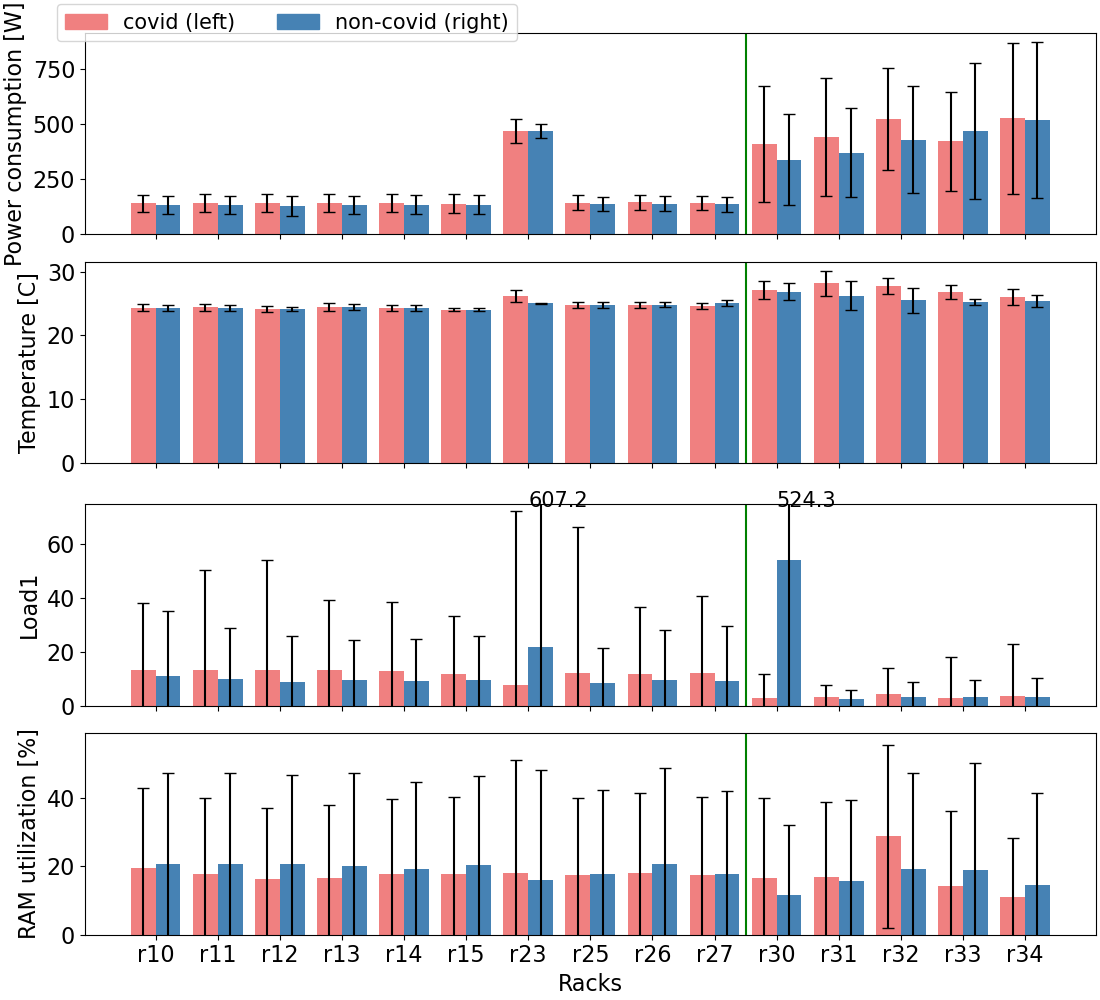 covid (left) non-covid (right)
Power consumption [W]
750
500
250
0
Temperature [C]
30
20
10
0
607.2 524.3
Load1
60
40
20
0
RAM utilization [%]
40
20
0
r10 r11 r12 r13 r14 r15 r23 r25 r26 r27 r30 r31 r32 r33 r34
Racks